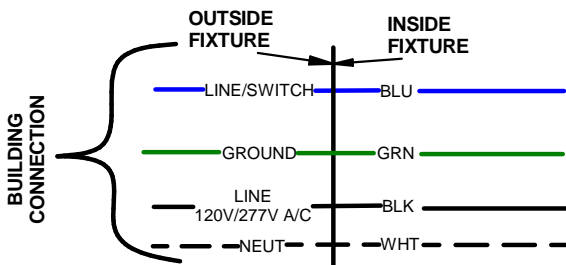 OUTSIDE
FIXTURE
INSIDE
FIXTURE
BUILDING
CONNECTION
LINE/SWITCH BLU
GROUND GRN
LINE
120V/277V A/C BLK
NEUT WHT